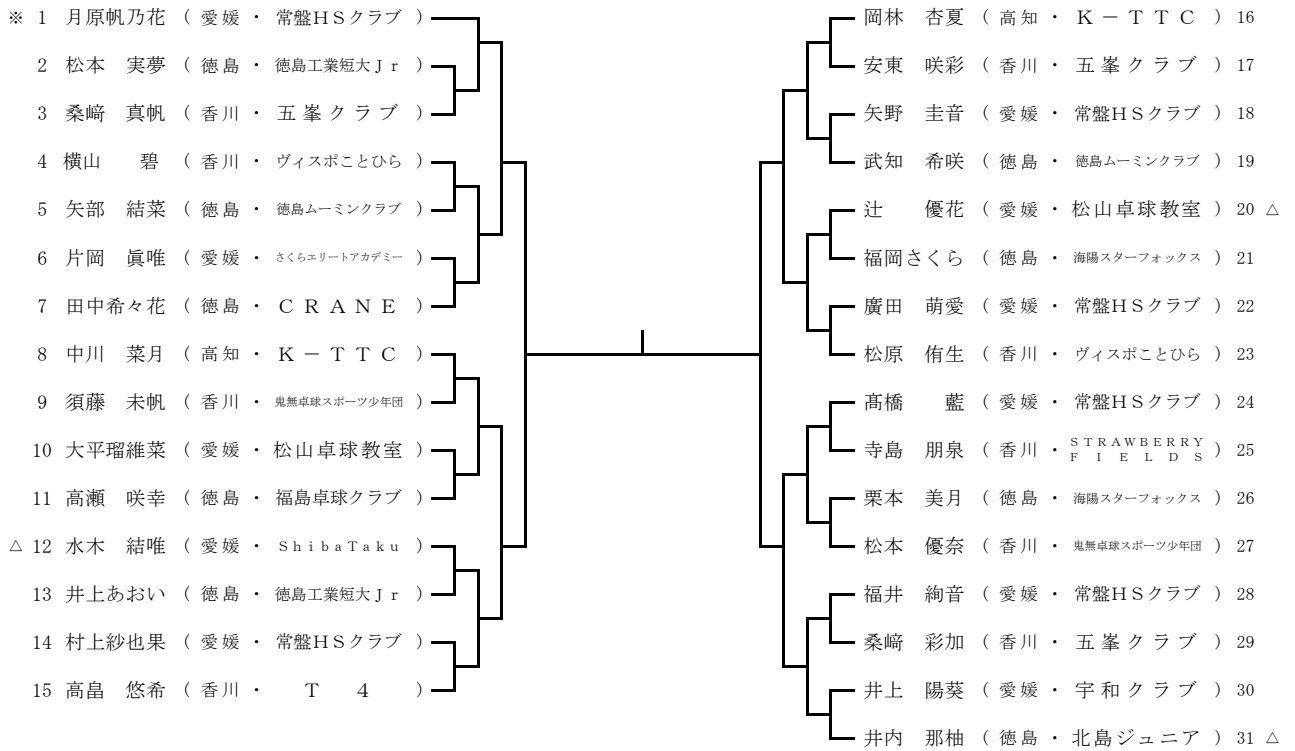 ※ 1 月原帆乃花 （ 愛媛 ・ 常盤ＨＳクラブ ）
2 松本 実夢 （ 徳島 ・ 徳島工業短大Ｊｒ ）
3 桑﨑 真帆 （ 香川 ・ 五峯クラブ ）
4 横山 碧 （ 香川 ・ ヴィスポことひら ）
5 矢部 結菜 （ 徳島 ・ 徳島ムーミンクラブ ）
6 片岡 眞唯 （ 愛媛 ・ さくらエリートアカデミー ）
7 田中希々花 （ 徳島 ・ ＣＲＡＮＥ ）
8 中川 菜月 （ 高知 ・ Ｋ－ＴＴＣ ）
9 須藤 未帆 （ 香川 ・ 鬼無卓球スポーツ少年団 ）
10 大平瑠維菜 （ 愛媛 ・ 松山卓球教室 ）
11 高瀬 咲幸 （ 徳島 ・ 福島卓球クラブ ）
△ 12 水木 結唯 （ 愛媛 ・ ＳｈｉｂａＴａｋｕ ）
13 井上あおい （ 徳島 ・ 徳島工業短大Ｊｒ ）
14 村上紗也果 （ 愛媛 ・ 常盤ＨＳクラブ ）
15 高畠 悠希 （ 香川 ・ Ｔ４ ）
岡林 杏夏 （ 高知 ・ Ｋ－ＴＴＣ ） 16
安東 咲彩 （ 香川 ・ 五峯クラブ ） 17
矢野 圭音 （ 愛媛 ・ 常盤ＨＳクラブ ） 18
武知 希咲 （ 徳島 ・ 徳島ムーミンクラブ ） 19
辻 優花 （ 愛媛 ・ 松山卓球教室 ） 20 △
福岡さくら （ 徳島 ・ 海陽スターフォックス ） 21
廣田 萌愛 （ 愛媛 ・ 常盤ＨＳクラブ ） 22
松原 侑生 （ 香川 ・ ヴィスポことひら ） 23
髙橋 藍 （ 愛媛 ・ 常盤ＨＳクラブ ） 24
寺島 朋泉 （ 香川 ・ ＳＴＲＡＷＢＥＲＲＹ ＦＩＥＬＤＳ ） 25
栗本 美月 （ 徳島 ・ 海陽スターフォックス ） 26
松本 優奈 （ 香川 ・ 鬼無卓球スポーツ少年団 ） 27
福井 絢音 （ 愛媛 ・ 常盤ＨＳクラブ ） 28
桑﨑 彩加 （ 香川 ・ 五峯クラブ ） 29
井上 陽葵 （ 愛媛 ・ 宇和クラブ ） 30
井内 那柚 （ 徳島 ・ 北島ジュニア ） 31 △